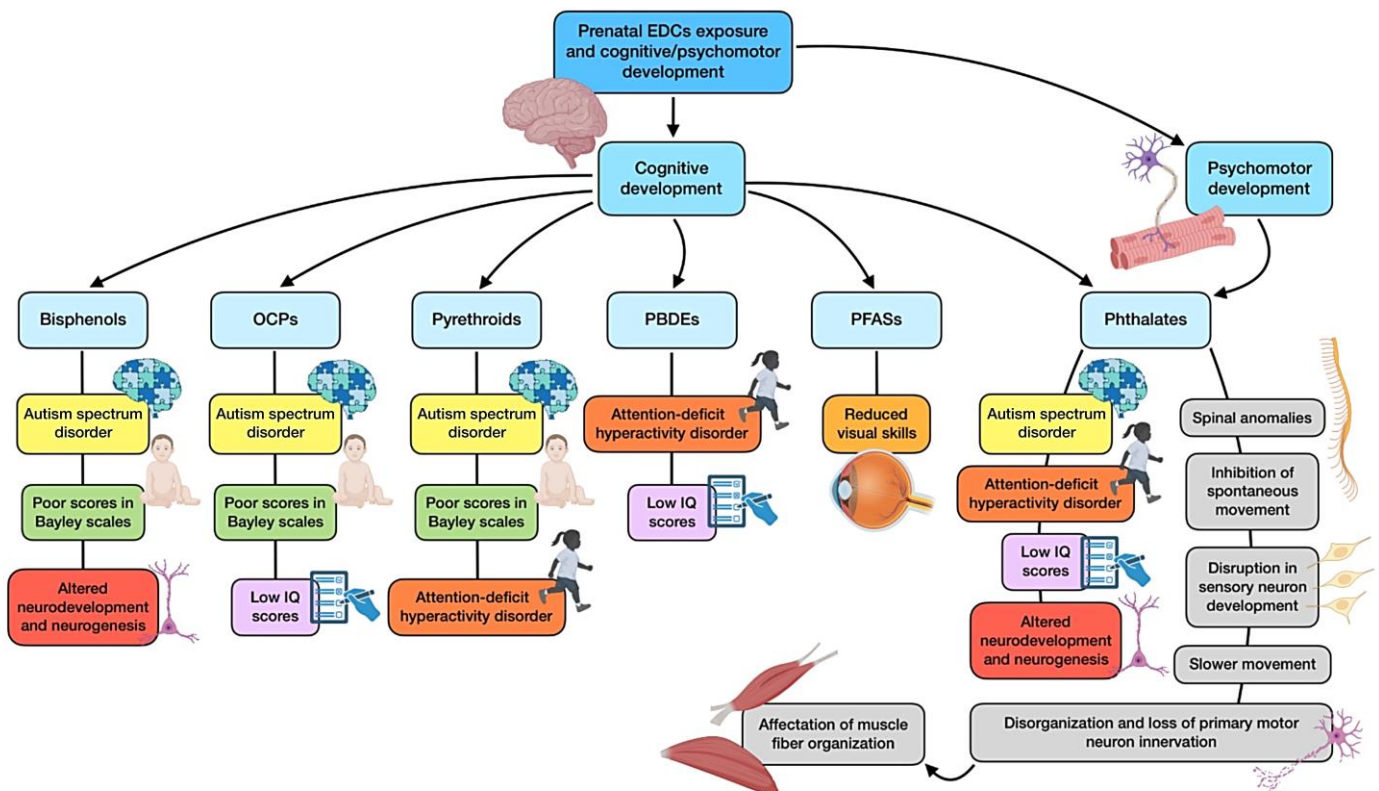 Prenatal EDCs exposure
and cognitive/psychomotor
development
Cognitive
development
Psychomotor
development
Bisphenols
OCPs
Pyrethroids
PBDEs
PFASs
Phthalates
Autism spectrum
disorder
Poor scores in
Bayley scales
Altered
neurodevelopment
and neurogenesis
Autism spectrum
disorder
Poor scores in
Bayley scales
Low IQ
scores
Autism spectrum
disorder
Poor scores in
Bayley scales
Attention-deficit
hyperactivity disorder
Attention-deficit
hyperactivity disorder
Low IQ
scores
Reduced
visual skills
Autism spectrum
disorder
Attention-deficit
hyperactivity disorder
Low IQ
scores
Altered
neurodevelopment
and neurogenesis
Spinal anomalies
Inhibition of
spontaneous
movement
Disruption in
sensory neuron
development
Slower movement
Disorganization and loss of primary motor
neuron innervation
Affectation of muscle
fiber organization